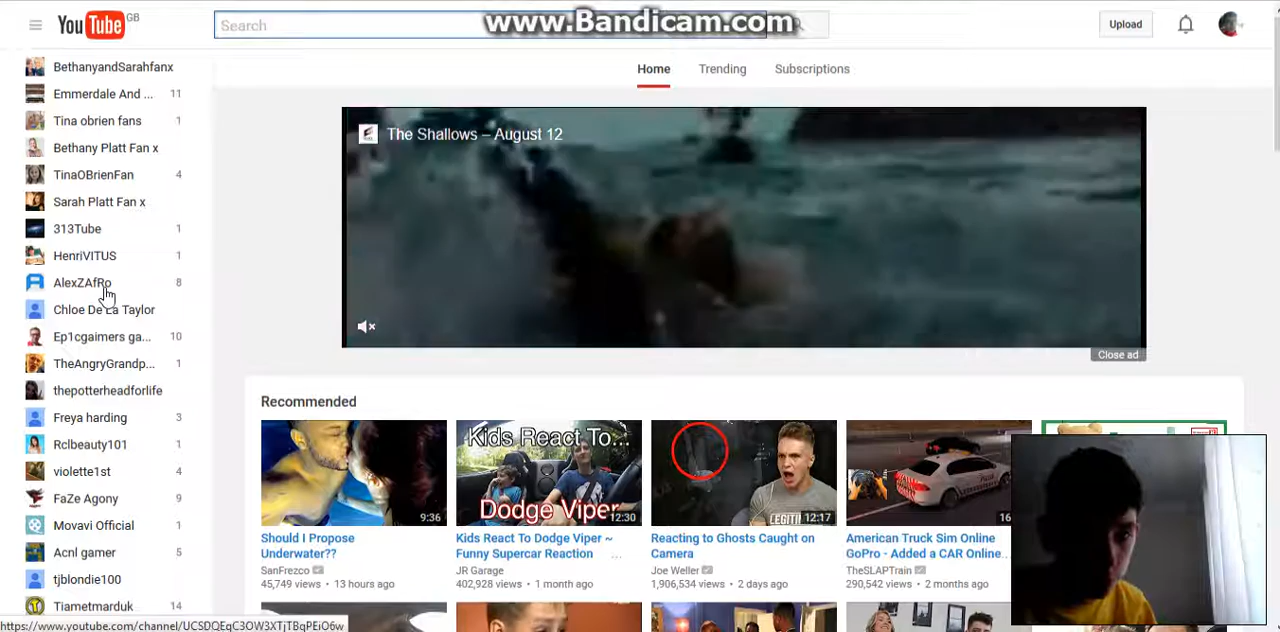 www.Bandicam.com
YouTube GB
Search
Upload
Home Trending Subscriptions
BethanyandSarahfanx
Emmerdale And ... 11
Tina obrien fans 1
Bethany Platt Fan x
TinaOBrienFan 4
Sarah Platt Fan x
313Tube 1
HenriVITUS 1
AlexZAfRo 8
Chloe De La Taylor
Ep1cgaimers ga... 10
TheAngryGrandp... 1
thepotterheadforlife
Freya harding 3
Rclbeauty101 1
violette1st 4
FaZe Agony 9
Movavi Official 1
Acnl gamer 5
tjblondie100
Tiametmarduk 14
https://www.youtube.com/channel/UCSDQEqC3OW3XTjTBqPEiO6w
The Shallows – August 12
Close ad
Recommended
9:36
Should I Propose
Underwater??
SanFrezco
45,749 views • 13 hours ago
Kids React To...
Dodge Viper
12:30
Kids React To Dodge Viper ~
Funny Supercar Reaction ...
JR Garage
402,928 views • 1 month ago
LEGIT
12:17
Reacting to Ghosts Caught on
Camera
Joe Weller
1,906,534 views • 2 days ago
16
American Truck Sim Online
GoPro - Added a CAR Online
TheSLAPTrain
290,542 views • 2 months ago